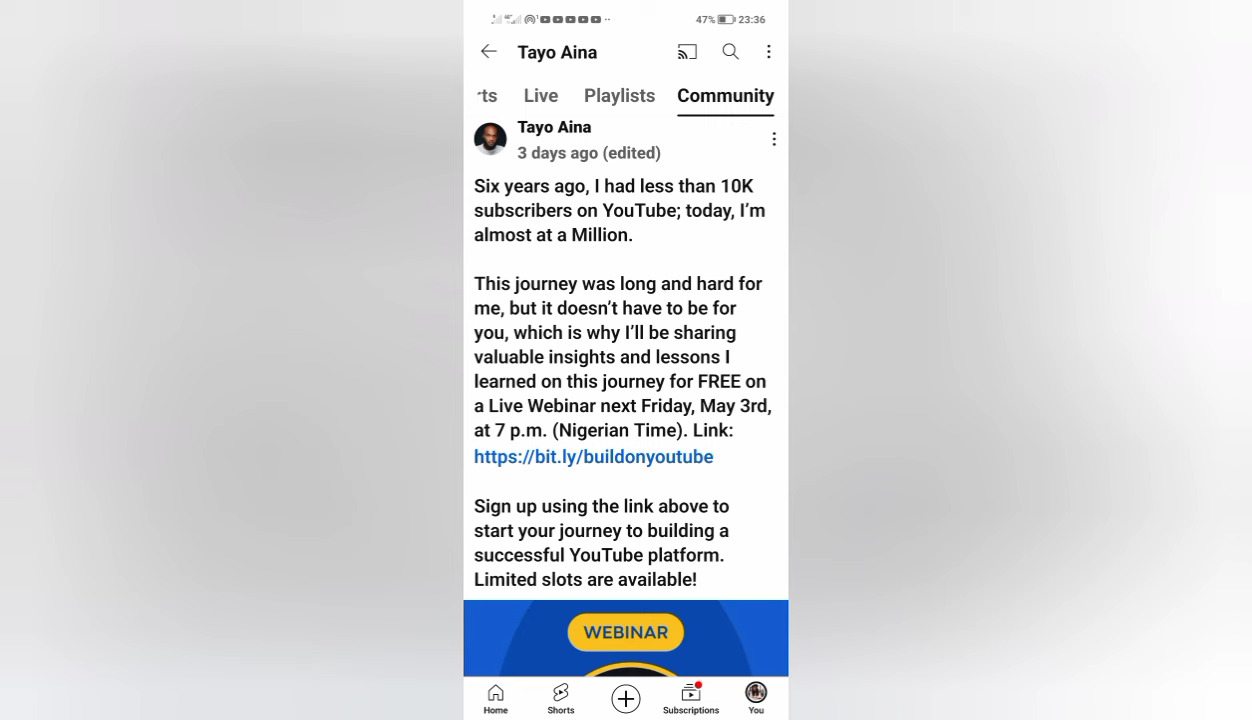 47% 23:36
Tayo Aina
rts Live Playlists Community
Tayo Aina
3 days ago (edited)
Six years ago, I had less than 10K
subscribers on YouTube; today, I'm
almost at a Million.
This journey was long and hard for
me, but it doesn't have to be for
you, which is why I'll be sharing
valuable insights and lessons I
learned on this journey for FREE on
a Live Webinar next Friday, May 3rd,
at 7 p.m. (Nigerian Time). Link:
https://bit.ly/buildonyoutube
Sign up using the link above to
start your journey to building a
successful YouTube platform.
Limited slots are available!
WEBINAR
Home Shorts Subscriptions You